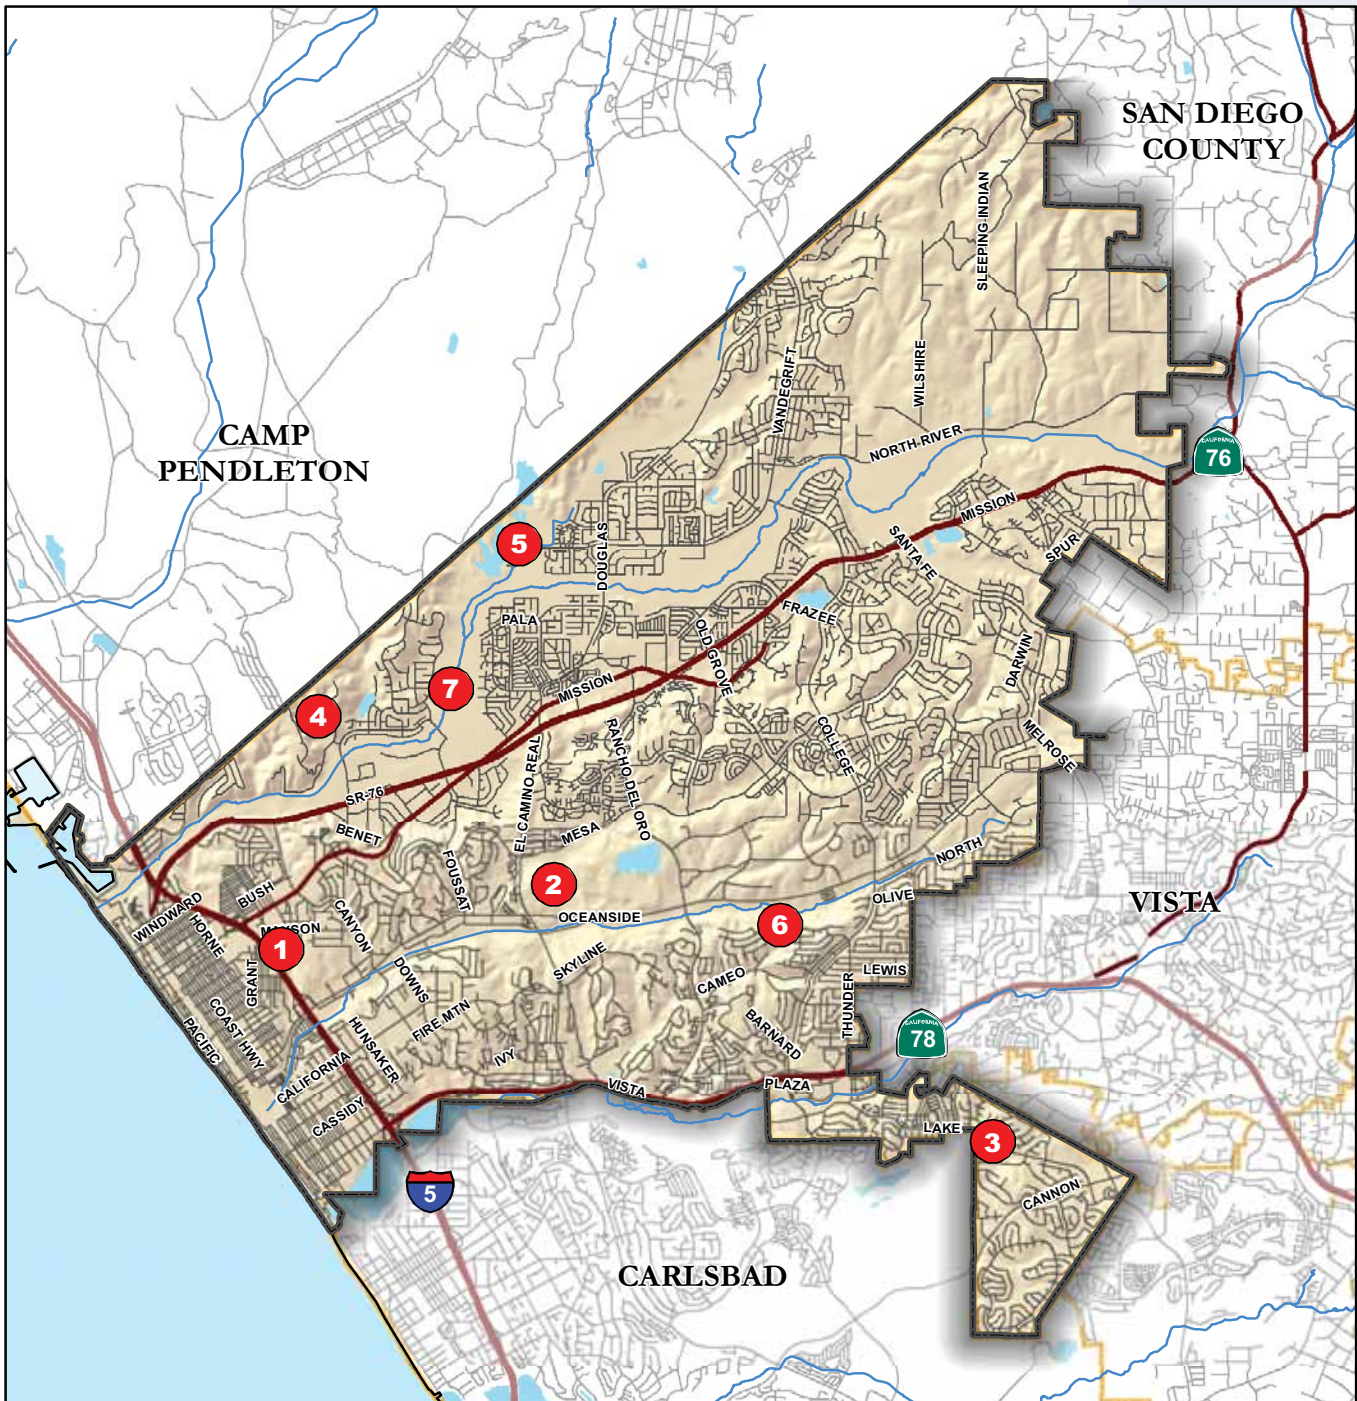 SAN DIEGO
COUNTY
SLEEPING INDIAN
VANDEGRIFT
WILSHIRE
CAMP
PENDLETON
NORTH RIVER
CALIFORNIA
76
MISSION
5
DOUGLAS
SANTA FE
SPUR
PALA
FRAZEE
OLD GROVE
DARWIN
7
MISSION
4
RANCHO DEL ORO
COLLEGE
MELROSE
EL CAMINO REAL
SR-76
BENET
MESA
FOUSSAT
NORTH
2
BUSH
OLIVE
VISTA
WINDWARD
HORNE
CANYON
OCEANSIDE
6
1
SKYLINE
DOWNS
GRANT
CAMEO
LEWIS
THUNDER
COAST HWY
FIRE MTN
BARNARD
CALIFORNIA
78
PACIFIC
HUNSAKER
IVY
CALIFORNIA
VISTA
PLAZA
CASSIDY
LAKE
3
5
CANNON
CARLSBAD